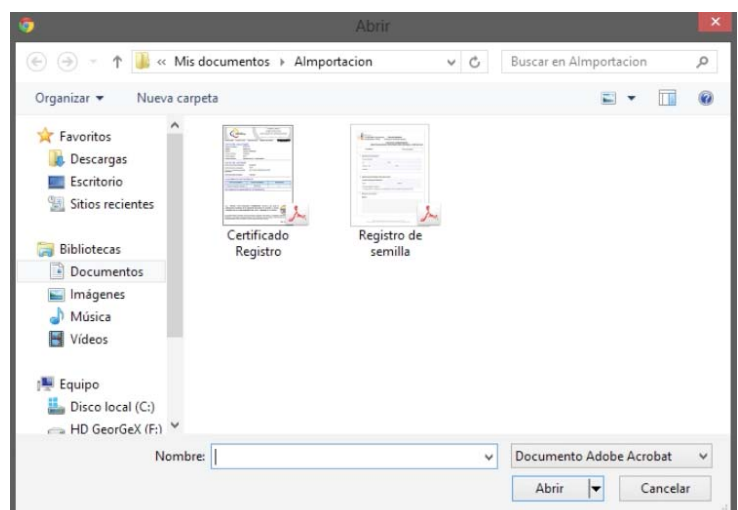 Abrir
« Mis documentos ▸ AImportacion
Buscar en AImportacion
Organizar
Nueva carpeta
Favoritos
Descargas
Escritorio
Sitios recientes
Bibliotecas
Documentos
Imágenes
Música
Vídeos
Equipo
Disco local (C:)
HD GeorGeX (F:)
Certificado
Registro
Registro de
semilla
Nombre:
Documento Adobe Acrobat
Abrir
Cancelar